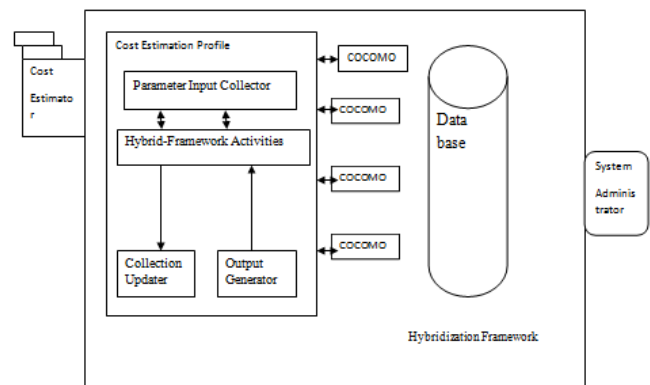 Cost Estimation Profile
Cost
Estimato
r
Parameter Input Collector
Hybrid-Framework Activities
Collection
Updater
Output
Generator
COCOMO
COCOMO
COCOMO
COCOMO
Data
base
System
Adminis
trator
Hybridization Framework